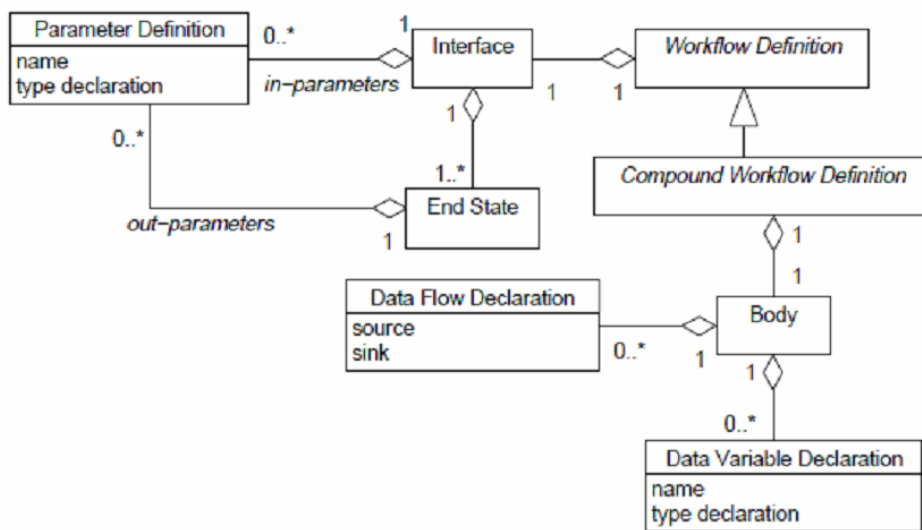 Parameter Definition
name
type declaration
0..*
1
in-parameters
Interface
1
1
Workflow Definition
0..*
1
1..*
Compound Workflow Definition
out-parameters
1
End State
1
1
Data Flow Declaration
source
sink
0..*
1
Body
1
0..*
Data Variable Declaration
name
type declaration